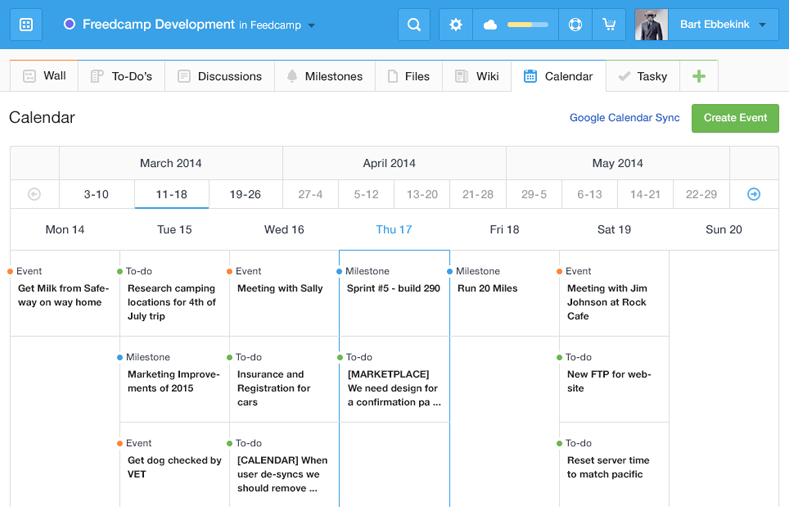 Freedcamp Development in Feedcamp
Bart Ebbekink
Wall
To-Do's
Discussions
Milestones
Files
Wiki
Calendar
Tasky
Calendar
Google Calendar Sync
Create Event
March 2014
April 2014
May 2014
3-10
11-18
19-26
27-4
5-12
13-20
21-28
29-5
6-13
14-21
22-29
Mon 14
Tue 15
Wed 16
Thu 17
Fri 18
Sat 19
Sun 20
Event
Get Milk from Safe-
way on way home
To-do
Research camping
locations for 4th of
July trip
Event
Meeting with Sally
Milestone
Sprint #5 - build 290
Milestone
Run 20 Miles
Event
Meeting with Jim
Johnson at Rock
Cafe
Milestone
Marketing Improve-
ments of 2015
To-do
Insurance and
Registration for
cars
To-do
[MARKETPLACE]
We need design for
a confirmation pa ...
To-do
New FTP for web-
site
Event
Get dog checked by
VET
To-do
[CALENDAR] When
user de-syncs we
should remove ...
To-do
Reset server time
to match pacific